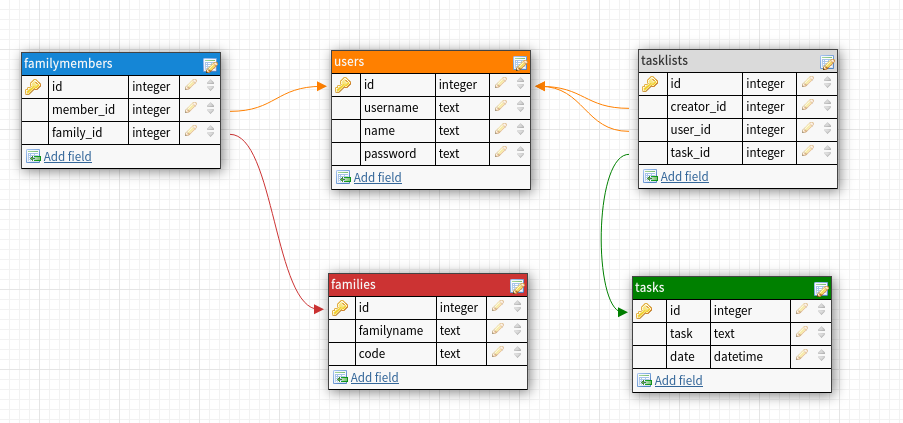 familymembers
id integer
member_id integer
family_id integer
Add field
users
id integer
username text
name text
password text
Add field
tasklists
id integer
creator_id integer
user_id integer
task_id integer
Add field
families
id integer
familyname text
code text
Add field
tasks
id integer
task text
date datetime
Add field